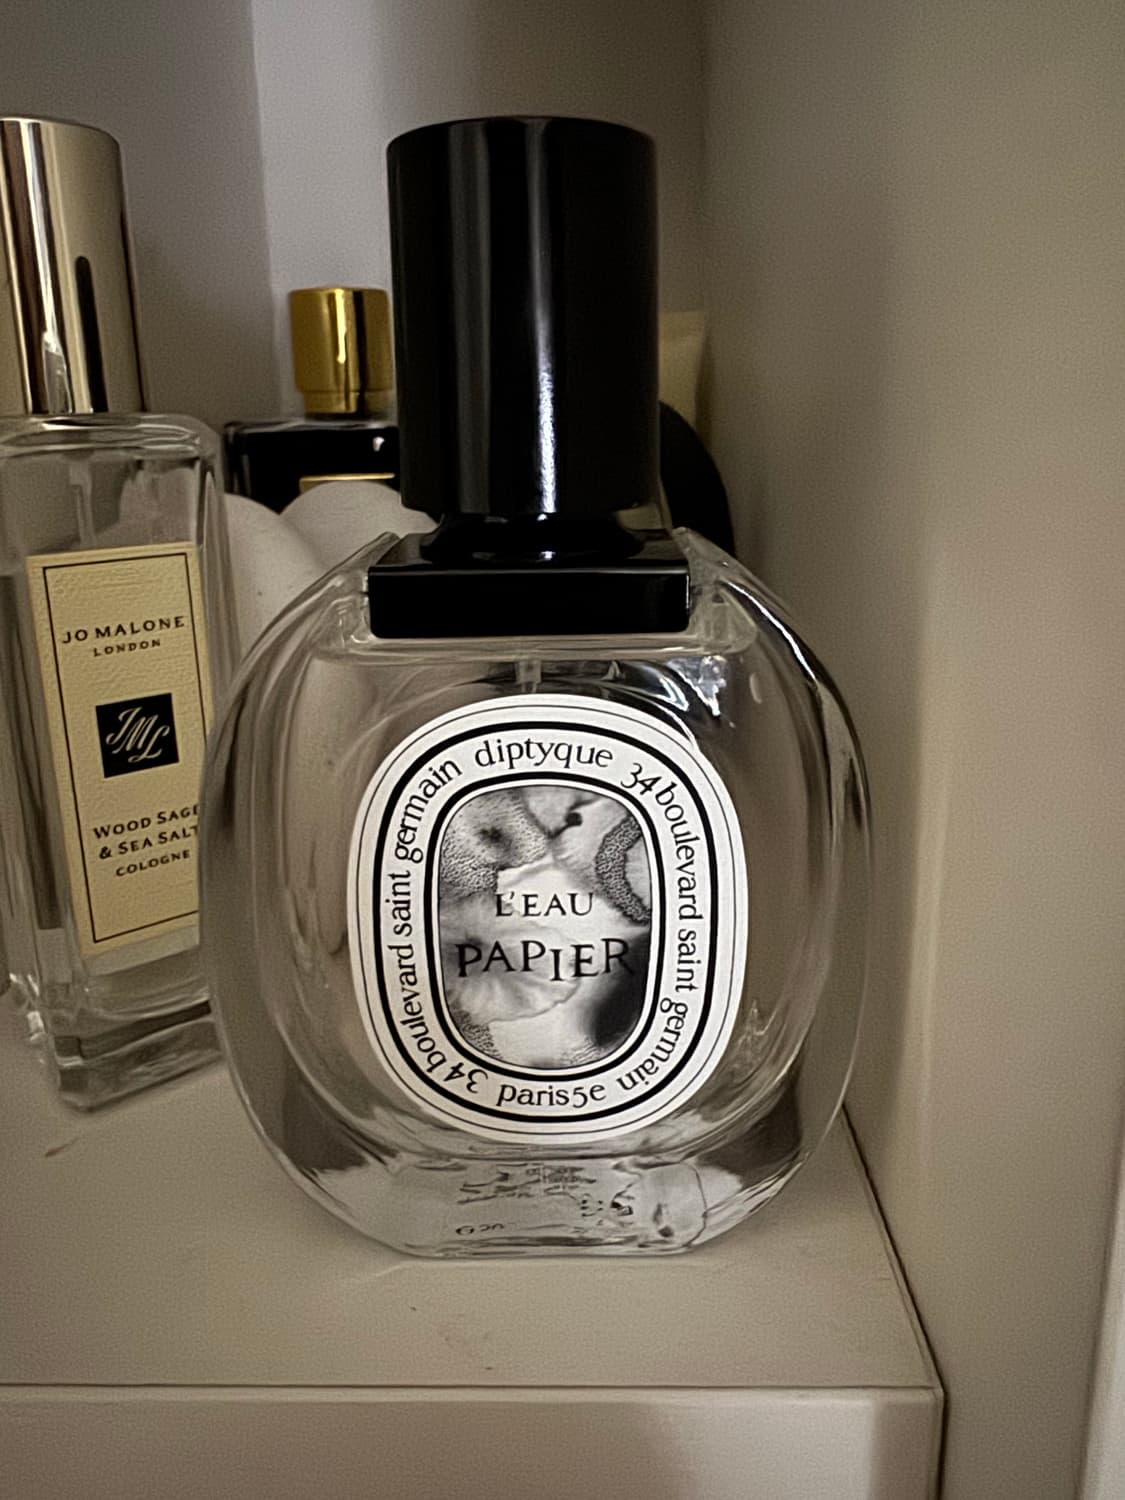 JO MALONE
LONDON
JML
WOOD SAGE
& SEA SALT
COLOGNE
diptyque 34 boulevard saint germain paris5e 34 boulevard saint germain
L'EAU
PAPIER